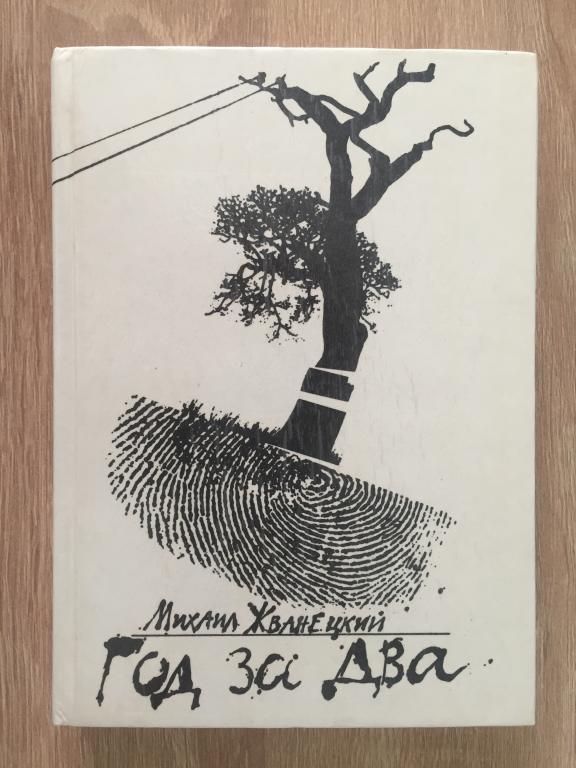 Михаил Жванецкий
Год за два